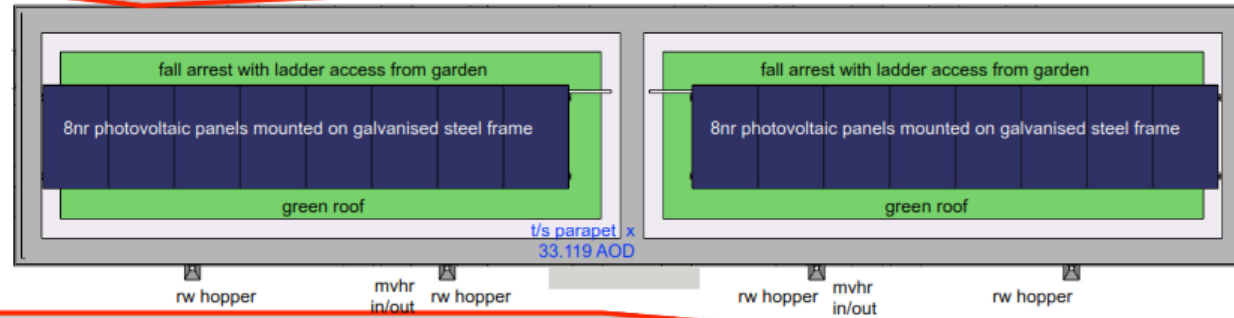 fall arrest with ladder access from garden
fall arrest with ladder access from garden
8nr photovoltaic panels mounted on galvanised steel frame
8nr photovoltaic panels mounted on galvanised steel frame
green roof
green roof
t/s parapet x
33.119 AOD
rw hopper
mvhr
in/out
rw hopper
rw hopper
mvhr
in/out
rw hopper